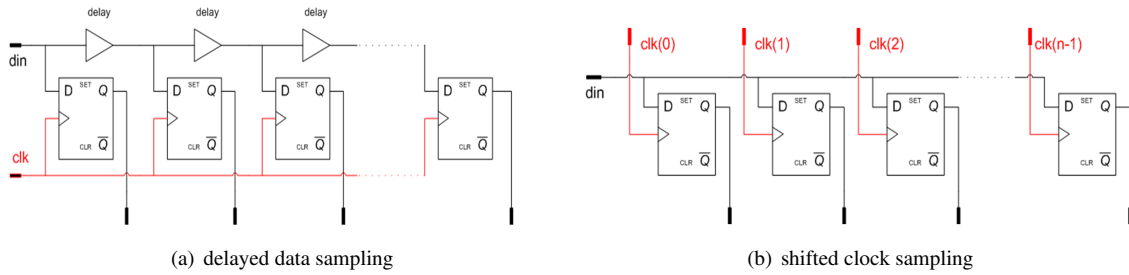 delay delay delay
din
D SET Q D SET Q D SET Q D SET Q
CLR Q CLR Q CLR Q CLR Q
clk
(a) delayed data sampling
clk(0) clk(1) clk(2) clk(n-1)
din
D SET Q D SET Q D SET Q D SET Q
CLR Q CLR Q CLR Q CLR Q
(b) shifted clock sampling